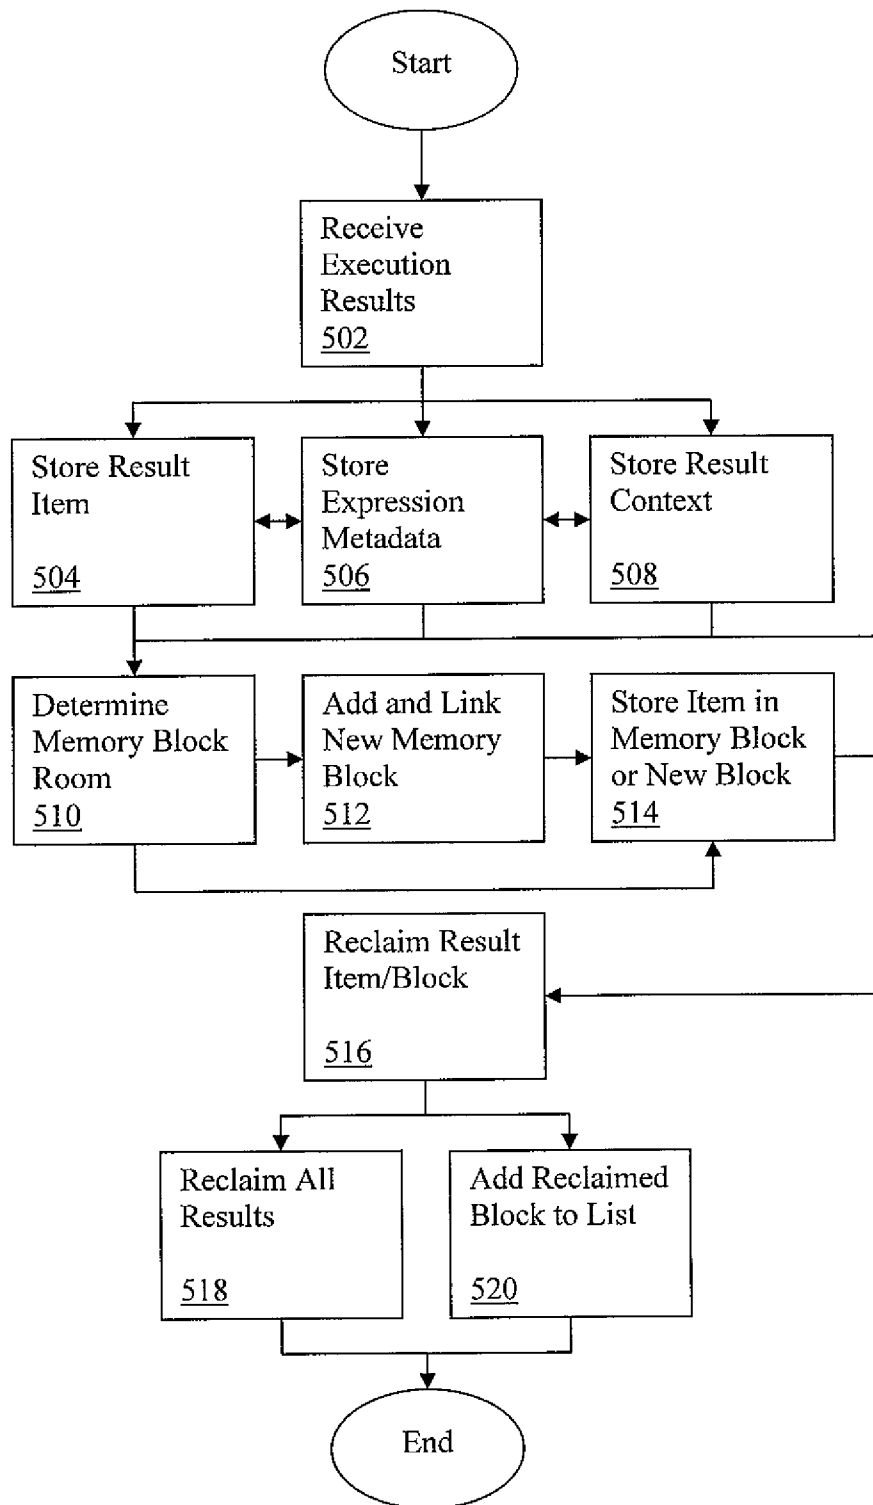 Start
Receive
Execution
Results
502
Store Result
Item
504
Store
Expression
Metadata
506
Store Result
Context
508
Determine
Memory Block
Room
510
Add and Link
New Memory
Block
512
Store Item in
Memory Block
or New Block
514
Reclaim Result
Item/Block
516
Reclaim All
Results
518
Add Reclaimed
Block to List
520
End